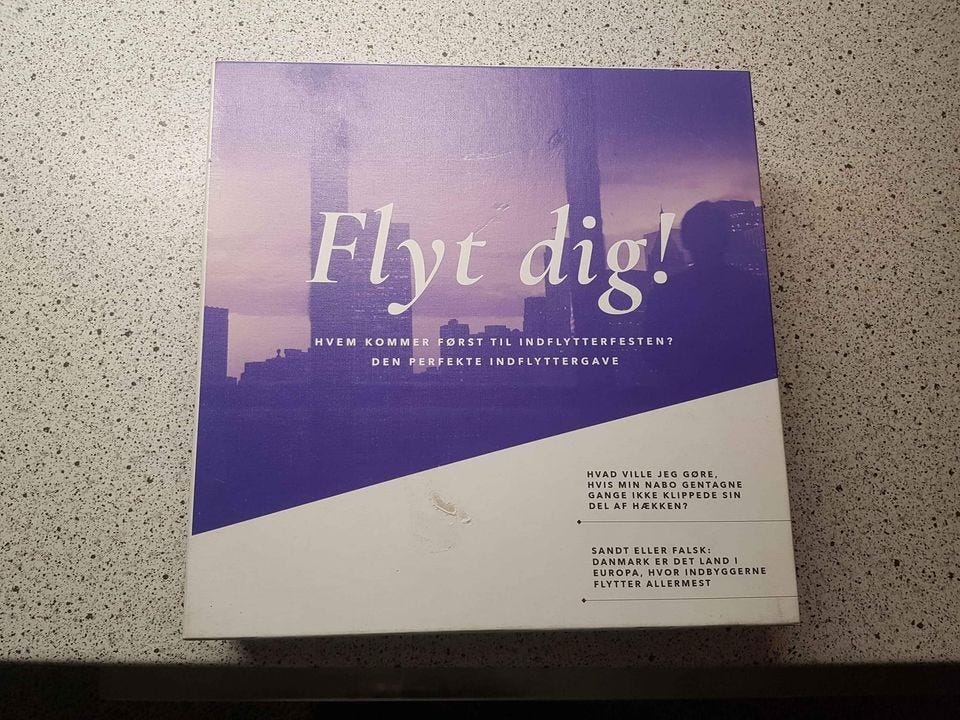 Flyt dig!
HVEM KOMMER FØRST TIL INDFLYTTERFESTEN?
DEN PERFEKTE INDFLYTTERGAVE
HVAD VILLE JEG GØRE,
HVIS MIN NABO GENTAGNE
GANGE IKKE KLIPPEDE SIN
DEL AF HÆKKEN?
SANDT ELLER FALSK:
DANMARK ER DET LAND I
EUROPA, HVOR INDBYGGERNE
FLYTTER ALLERMEST